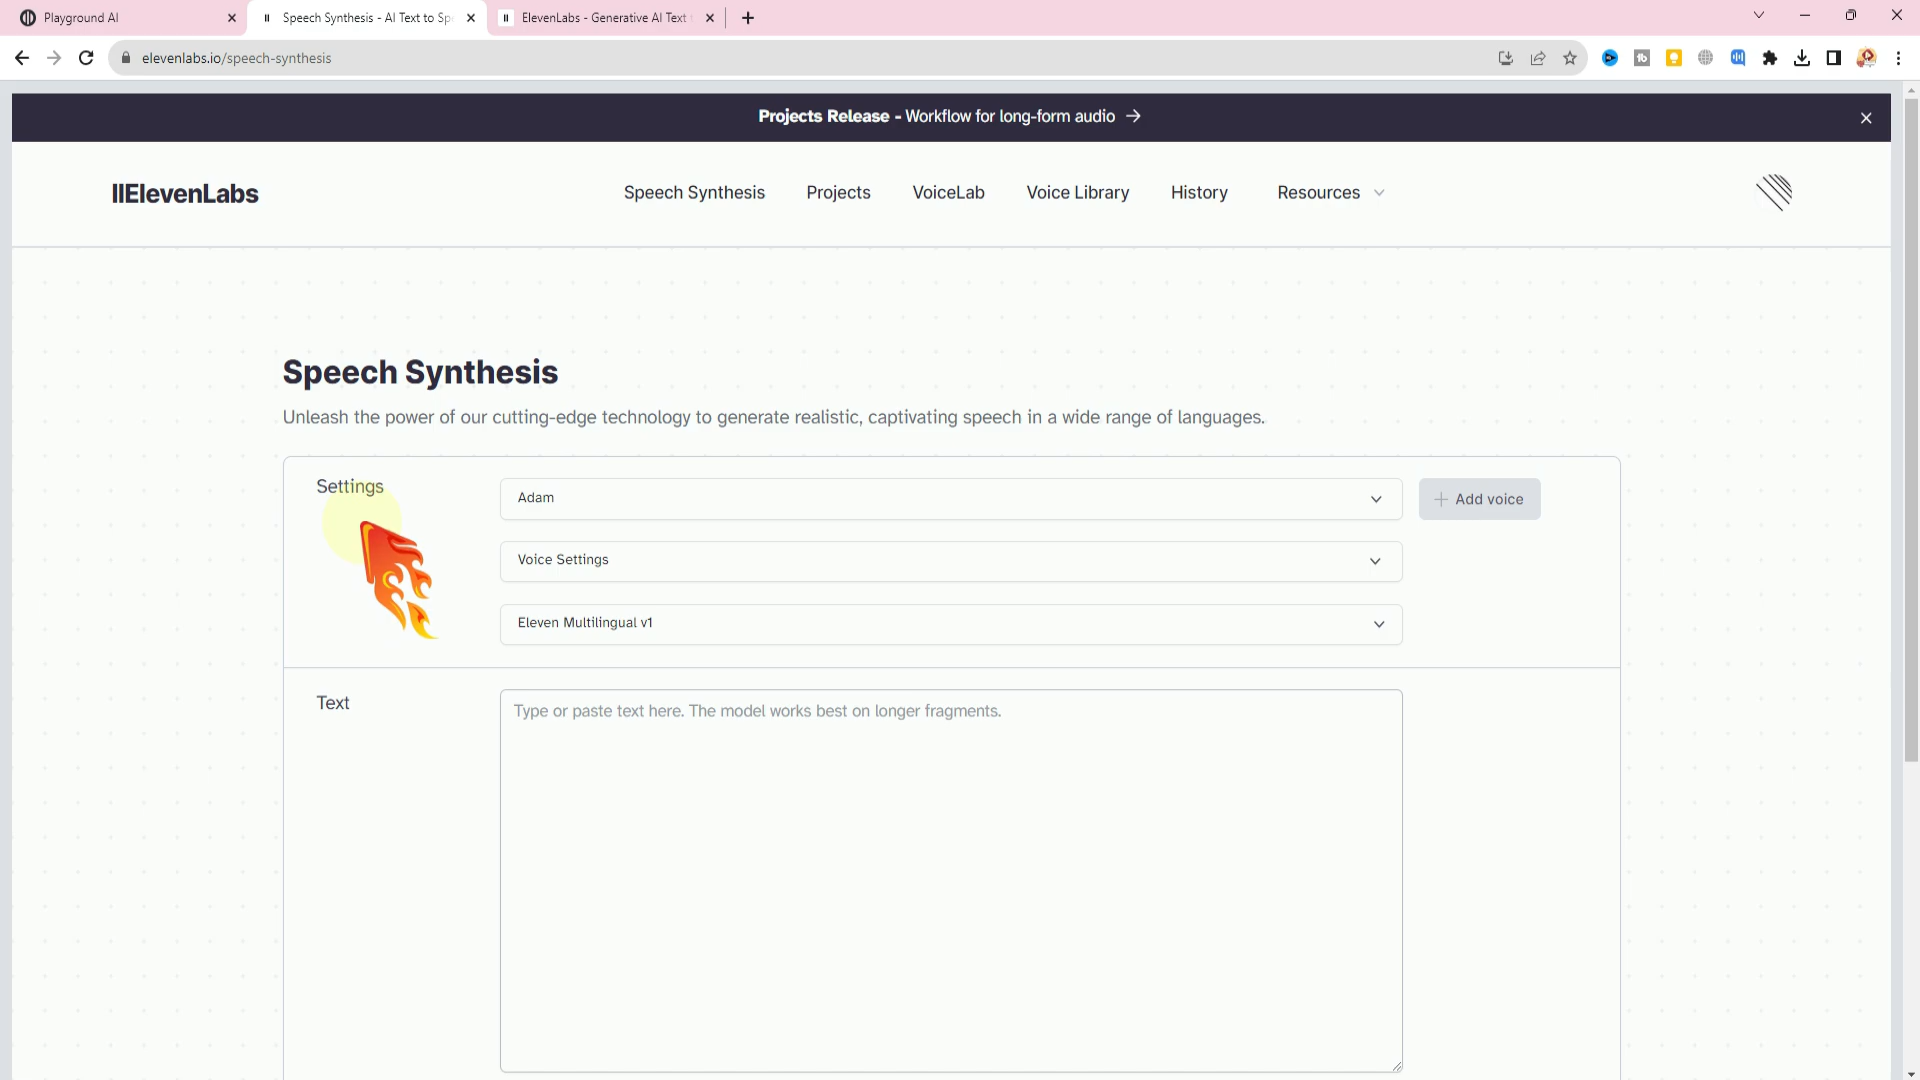 Playground AI
Speech Synthesis - AI Text to Spe
ElevenLabs - Generative AI Text t
elevenlabs.io/speech-synthesis
Projects Release - Workflow for long-form audio →
IIElevenLabs
Speech Synthesis
Projects
VoiceLab
Voice Library
History
Resources
Speech Synthesis
Unleash the power of our cutting-edge technology to generate realistic, captivating speech in a wide range of languages.
Settings
Adam
+ Add voice
Voice Settings
Eleven Multilingual v1
Text
Type or paste text here. The model works best on longer fragments.